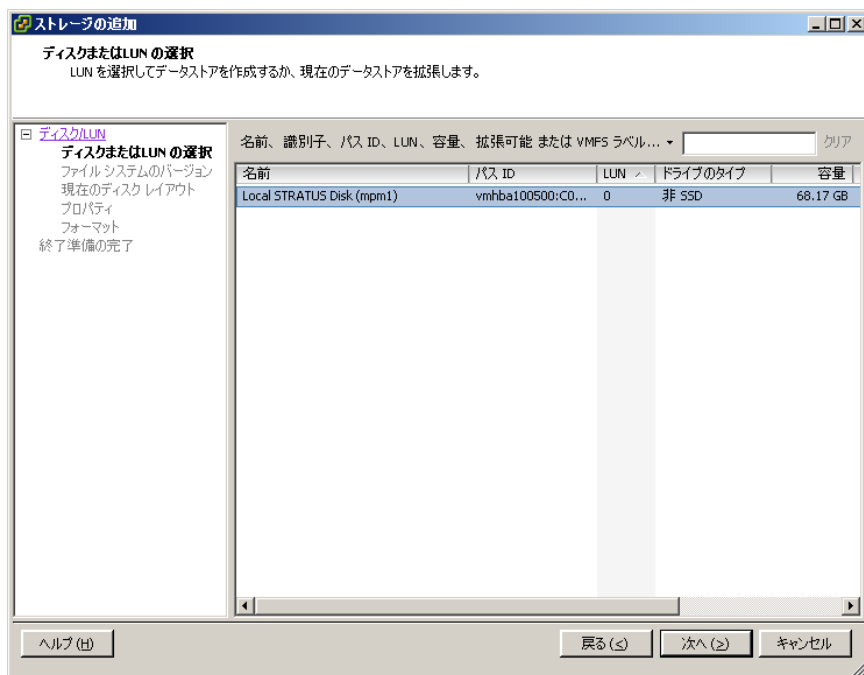 ストレージの追加
ディスクまたはLUN の選択
LUN を選択してデータストアを作成するか、現在のデータストアを拡張します。
ディスク/LUN
ディスクまたはLUN の選択
ファイル システムのバージョン
現在のディスク レイアウト
プロパティ
フォーマット
終了準備の完了
名前、識別子、パス ID、LUN、容量、拡張可能 または VMFS ラベル...
クリア
名前 パス ID LUN ドライブのタイプ 容量
Local STRATUS Disk (mpm1) vmhba100500:C0... 0 非 SSD 68.17 GB
ヘルプ(H) 戻る(≤) 次へ(≥) キャンセル